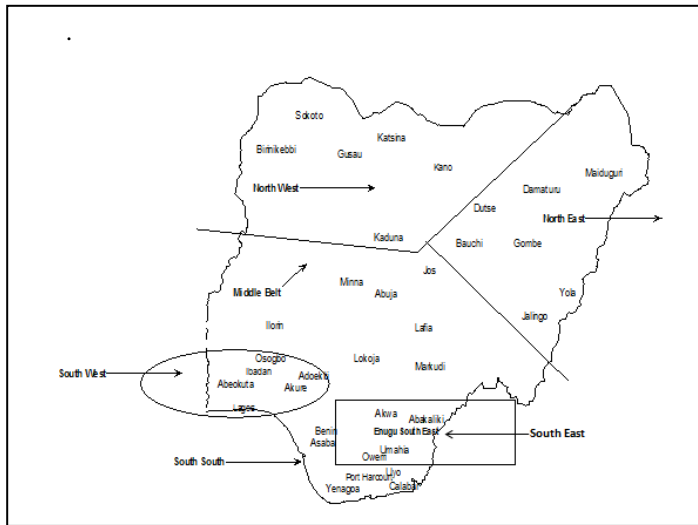 Sokoto
Katsina
Birinikebbi
Gusau
Kano
Maiduguri
North West
Damaturu
Dutse
North East
Kaduna
Bauchi
Gombe
Jos
Minna
Abuja
Middle Belt
Yola
Jalingo
Ilorin
Lafia
Osogbo
Lokoja
South West
Ibadan
Adoekiti
Markudi
Abeokuta
Akure
Lagos
Akwa
Abakaliki
Benin
Enugu South East
South East
Asaba
Umahia
South South
Owerri
Uyo
Port Harcourt
Yenagoa
Calabar